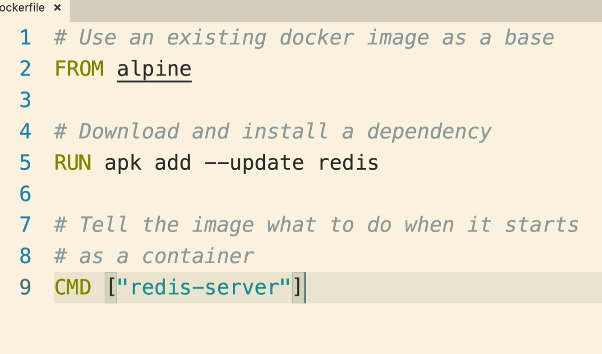 ockerfile ×
1 # Use an existing docker image as a base
2 FROM alpine
3
4 # Download and install a dependency
5 RUN apk add --update redis
6
7 # Tell the image what to do when it starts
8 # as a container
9 CMD ["redis-server"]